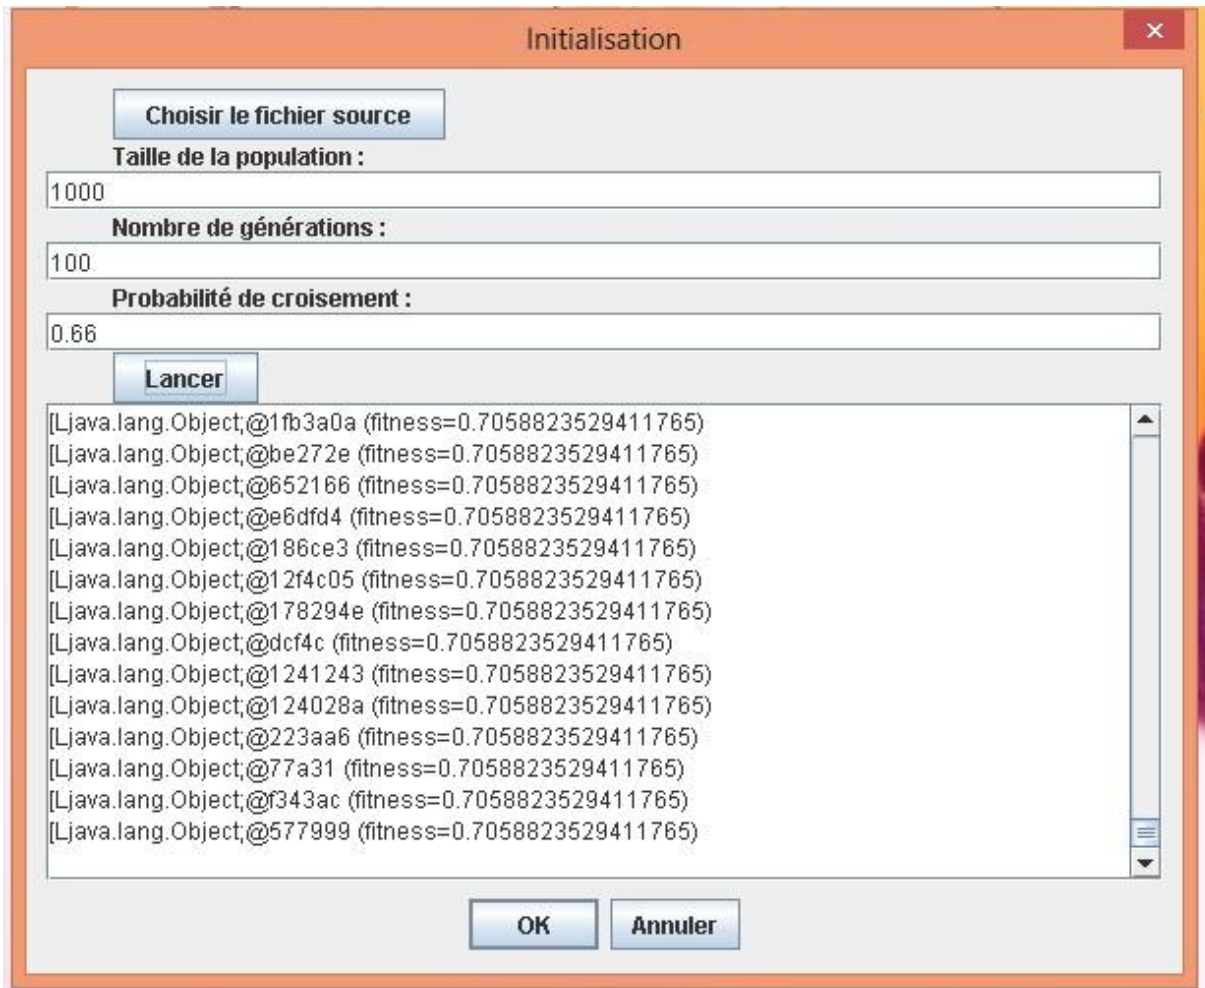 Initialisation
Choisir le fichier source
Taille de la population :
1000
Nombre de générations :
100
Probabilité de croisement :
0.66
Lancer
[Ljava.lang.Object;@1fb3a0a (fitness=0.7058823529411765)
[Ljava.lang.Object;@be272e (fitness=0.7058823529411765)
[Ljava.lang.Object;@652166 (fitness=0.7058823529411765)
[Ljava.lang.Object;@e6dfd4 (fitness=0.7058823529411765)
[Ljava.lang.Object;@186ce3 (fitness=0.7058823529411765)
[Ljava.lang.Object;@12f4c05 (fitness=0.7058823529411765)
[Ljava.lang.Object;@178294e (fitness=0.7058823529411765)
[Ljava.lang.Object;@dcf4c (fitness=0.7058823529411765)
[Ljava.lang.Object;@1241243 (fitness=0.7058823529411765)
[Ljava.lang.Object;@124028a (fitness=0.7058823529411765)
[Ljava.lang.Object;@223aa6 (fitness=0.7058823529411765)
[Ljava.lang.Object;@77a31 (fitness=0.7058823529411765)
[Ljava.lang.Object;@f343ac (fitness=0.7058823529411765)
[Ljava.lang.Object;@577999 (fitness=0.7058823529411765)
OK Annuler